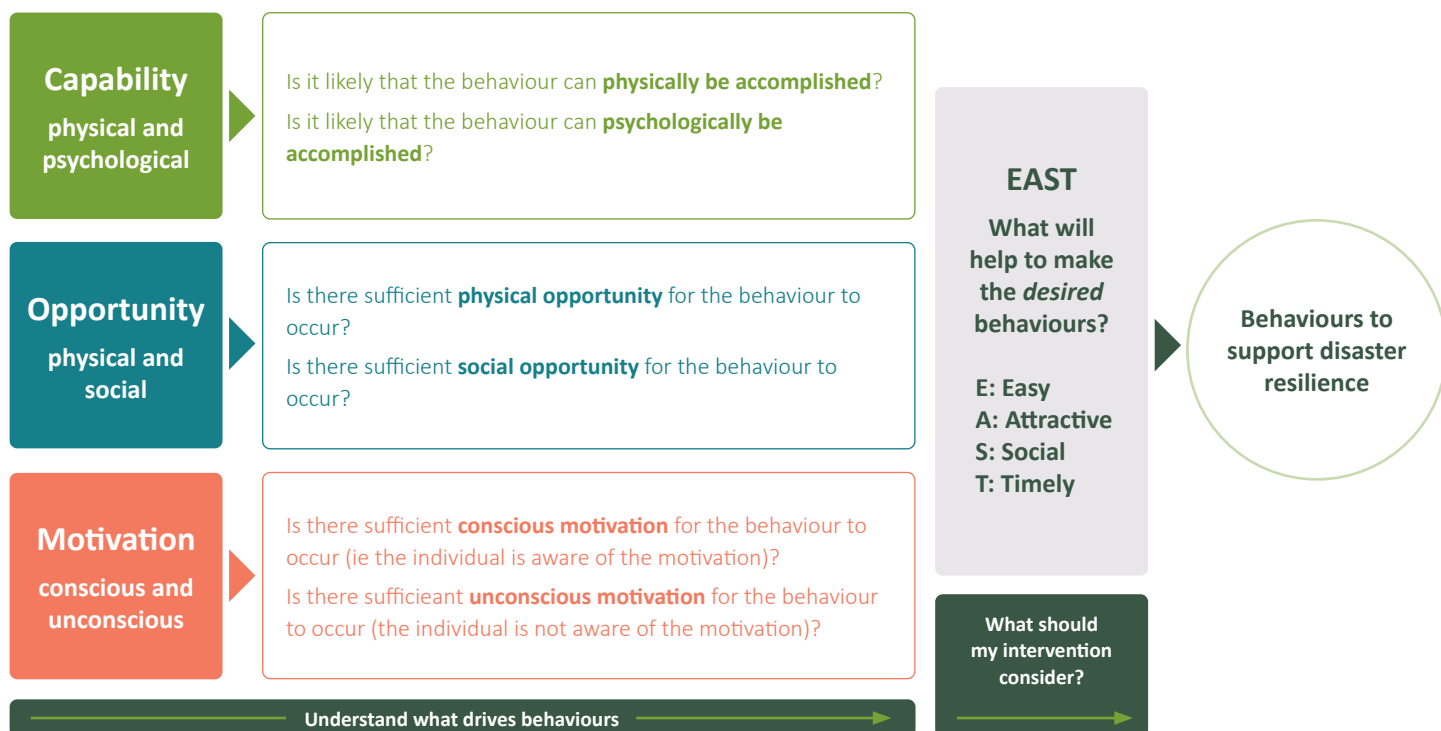 Capability
physical and
psychological
Is it likely that the behaviour can physically be accomplished?
Is it likely that the behaviour can psychologically be
accomplished?
Opportunity
physical and
social
Is there sufficient physical opportunity for the behaviour to
occur?
Is there sufficient social opportunity for the behaviour to
occur?
Motivation
conscious and
unconscious
Is there sufficient conscious motivation for the behaviour to
occur (ie the individual is aware of the motivation)?
Is there sufficieant unconscious motivation for the behaviour
to occur (the individual is not aware of the motivation)?
Understand what drives behaviours
EAST
What will
help to make
the desired
behaviours?
E: Easy
A: Attractive
S: Social
T: Timely
What should
my intervention
consider?
Behaviours to
support disaster
resilience